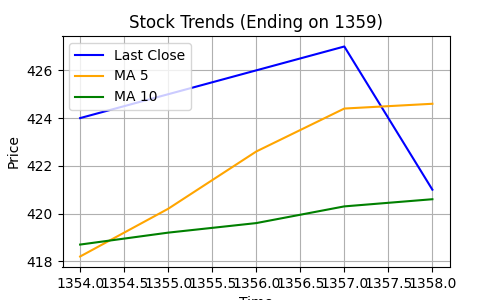 Stock Trends (Ending on 1359)
Last Close
MA 5
MA 10
Price
426
424
422
420
418
1354.0 1354.5 1355.0 1355.5 1356.0 1356.5 1357.0 1357.5 1358.0
Time